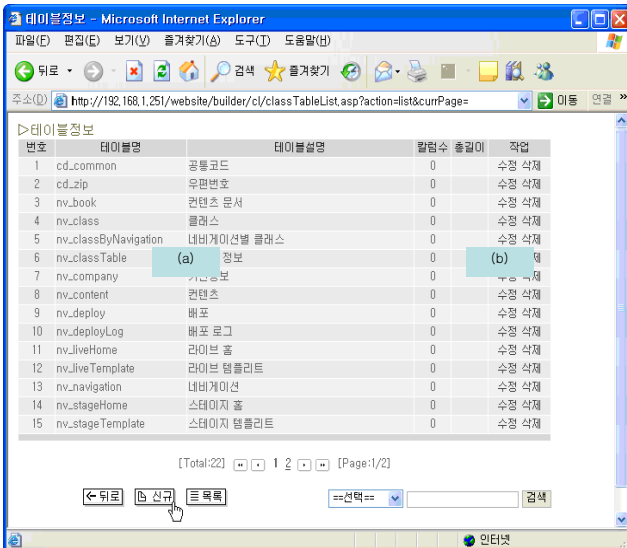 테이블정보 - Microsoft Internet Explorer
파일(F) 편집(E) 보기(V) 즐겨찾기(A) 도구(T) 도움말(H)
뒤로 검색 즐겨찾기
주소(D) http://192,168,1,251/website/builder/cl/classTableList,asp?action=list&currPage= 이동 연결 »
▷테이블정보
번호 테이블명 테이블설명 칼럼수 총길이 작업
1 cd_common 공통코드 0 수정 삭제
2 cd_zip 우편번호 0 수정 삭제
3 nv_book 컨텐츠 문서 0 수정 삭제
4 nv_class 클래스 0 수정 삭제
5 nv_classByNavigation 네비게이션별 클래스 0 수정 삭제
6 nv_classTable (a) 정보 0 (b)
7 nv_company 0 수정 삭제
8 nv_content 컨텐츠 0 수정 삭제
9 nv_deploy 배포 0 수정 삭제
10 nv_deployLog 배포 로그 0 수정 삭제
11 nv_liveHome 라이브 홈 0 수정 삭제
12 nv_liveTemplate 라이브 템플리트 0 수정 삭제
13 nv_navigation 네비게이션 0 수정 삭제
14 nv_stageHome 스테이지 홈 0 수정 삭제
15 nv_stageTemplate 스테이지 템플리트 0 수정 삭제
[Total:22] 1 2 [Page:1/2]
뒤로 신규 목록 ==선택== 검색
인터넷